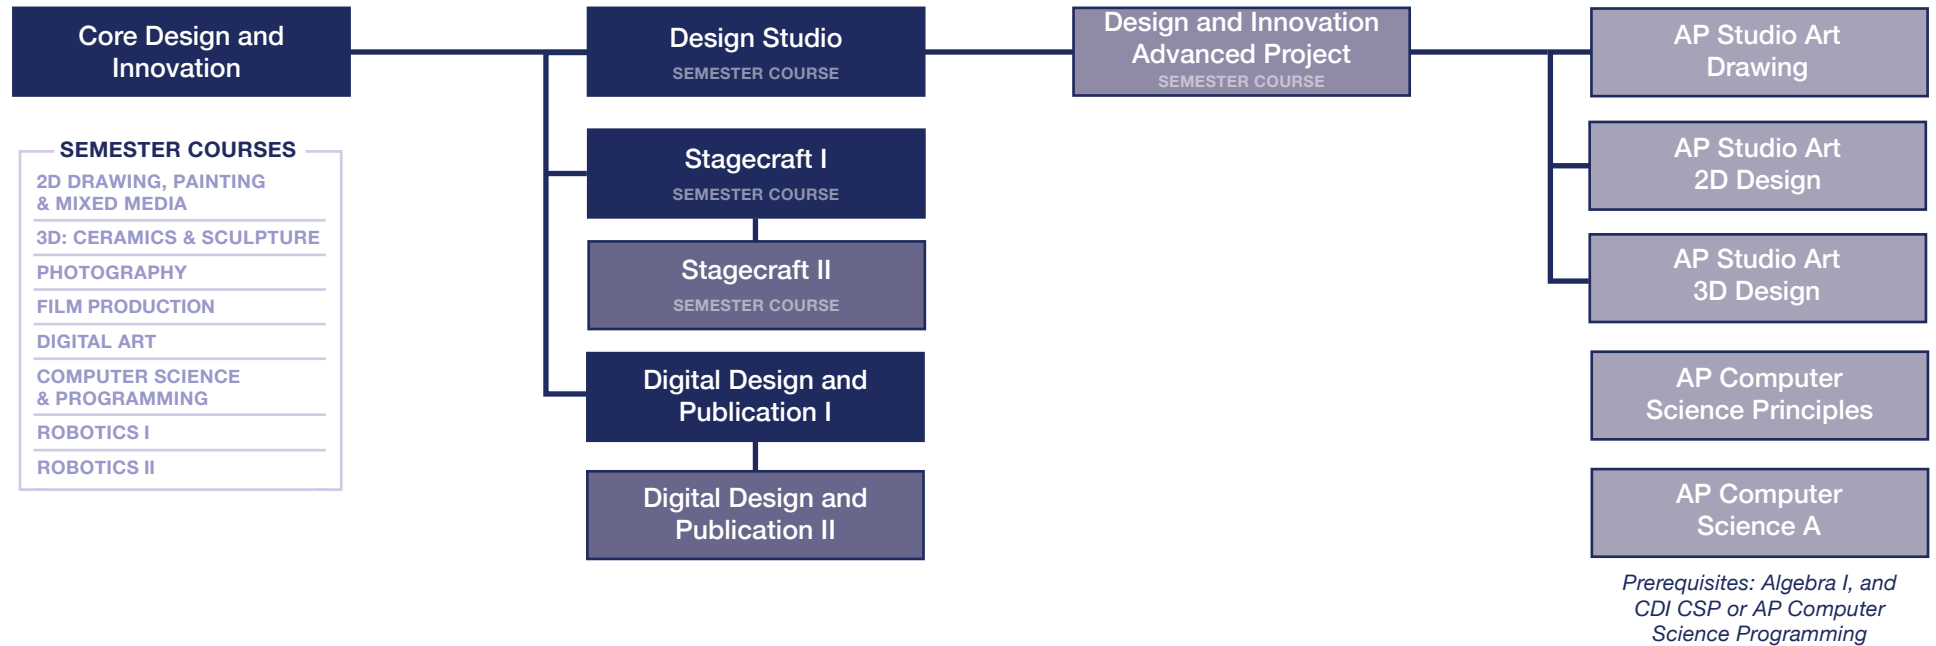 Core Design and
Innovation
SEMESTER COURSES
2D DRAWING, PAINTING
& MIXED MEDIA
3D: CERAMICS & SCULPTURE
PHOTOGRAPHY
FILM PRODUCTION
DIGITAL ART
COMPUTER SCIENCE
& PROGRAMMING
ROBOTICS I
ROBOTICS II
Design Studio
SEMESTER COURSE
Stagecraft I
SEMESTER COURSE
Stagecraft II
SEMESTER COURSE
Digital Design and
Publication I
Digital Design and
Publication II
Design and Innovation
Advanced Project
SEMESTER COURSE
AP Studio Art
Drawing
AP Studio Art
2D Design
AP Studio Art
3D Design
AP Computer
Science Principles
AP Computer
Science A
Prerequisites: Algebra I, and
CDI CSP or AP Computer
Science Programming